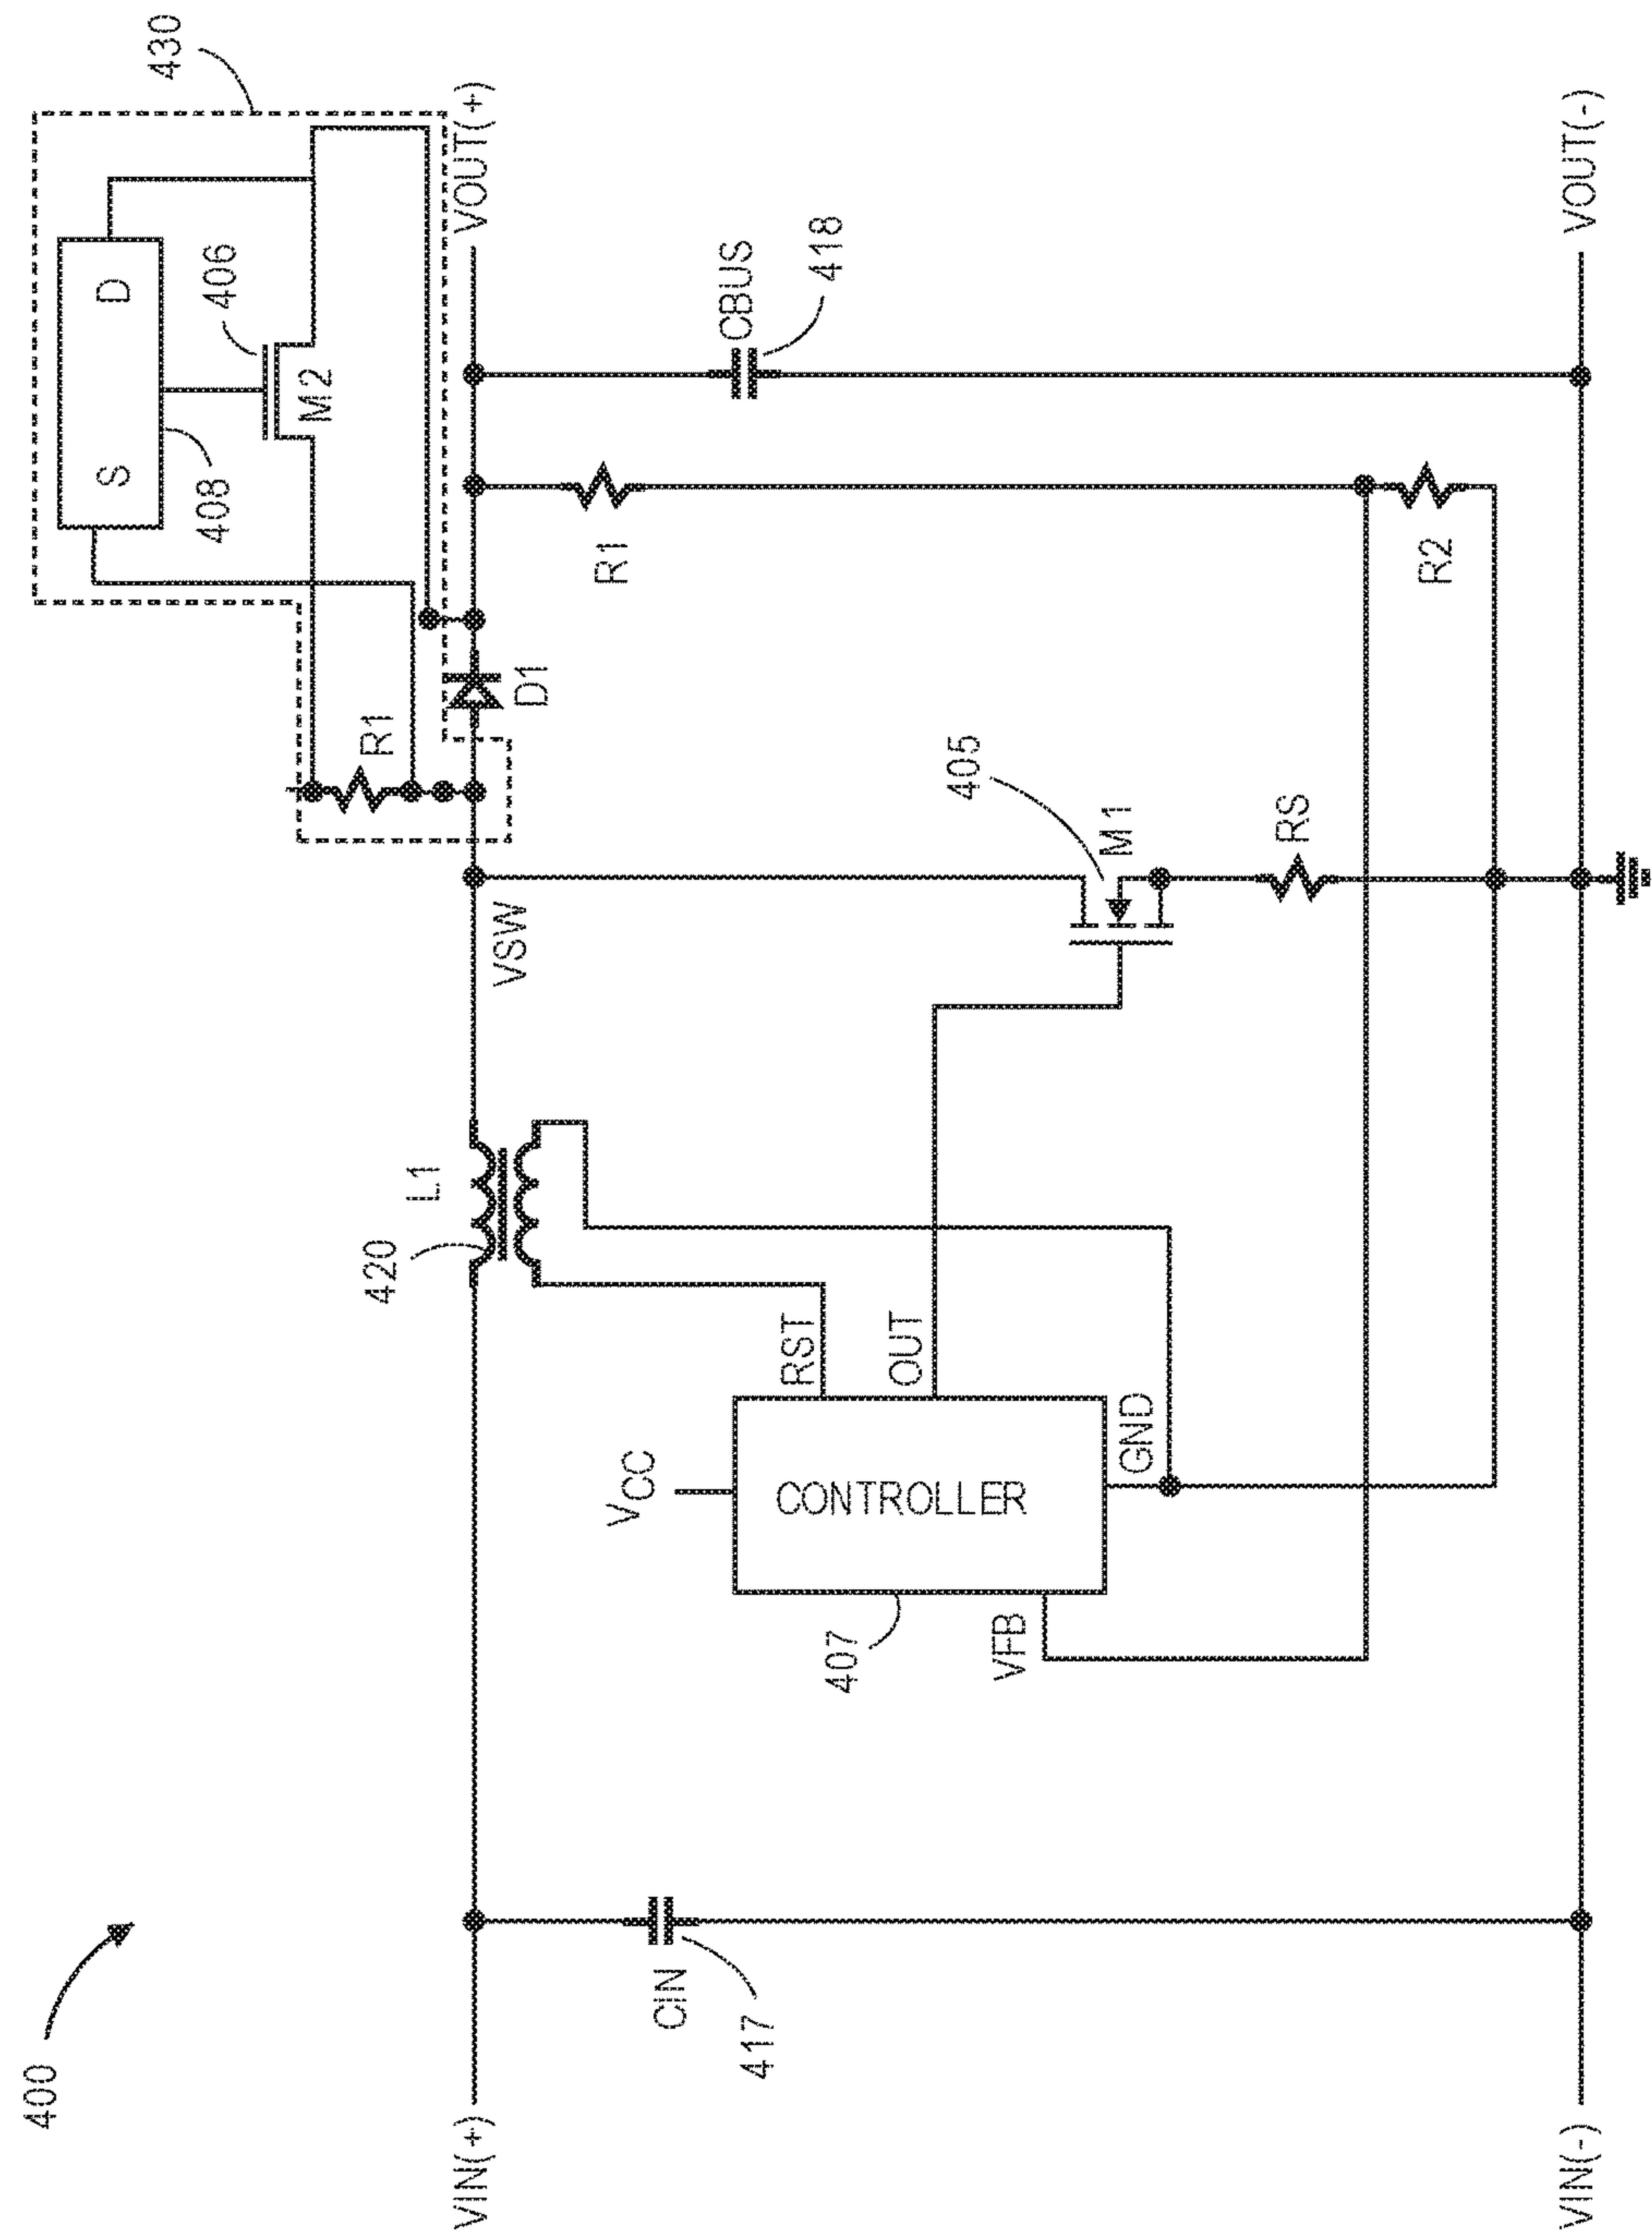 400
430
S
D
408
406
M2
R1
VIN(+)
420
L1
VSW
D1
VOUT(+)
CIN
417
VCC
RST
OUT
CONTROLLER
GND
VFB
407
405
M1
RS
R1
R2
CBUS
418
VIN(-)
VOUT(-)